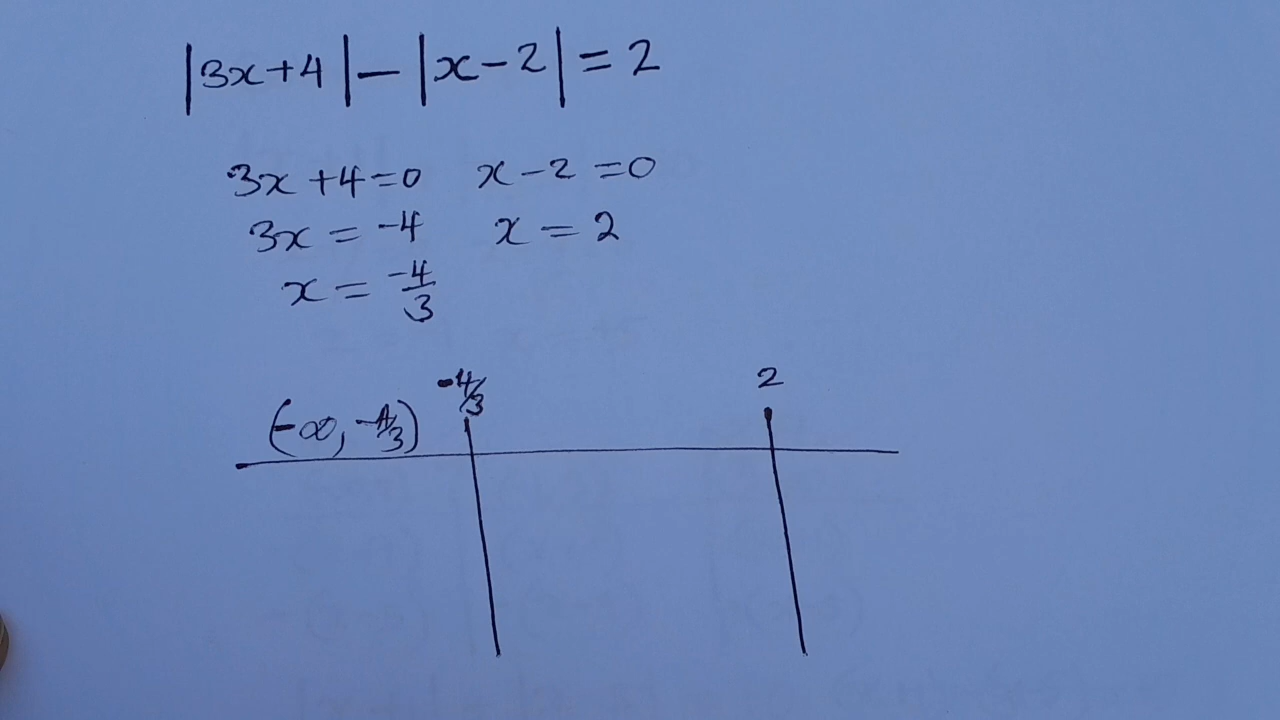 |3x+4|-|x-2|=2
3x+4=0 x-2=0
3x=-4 x=2
x=-4/3
-4/3 2
(-∞, -4/3)